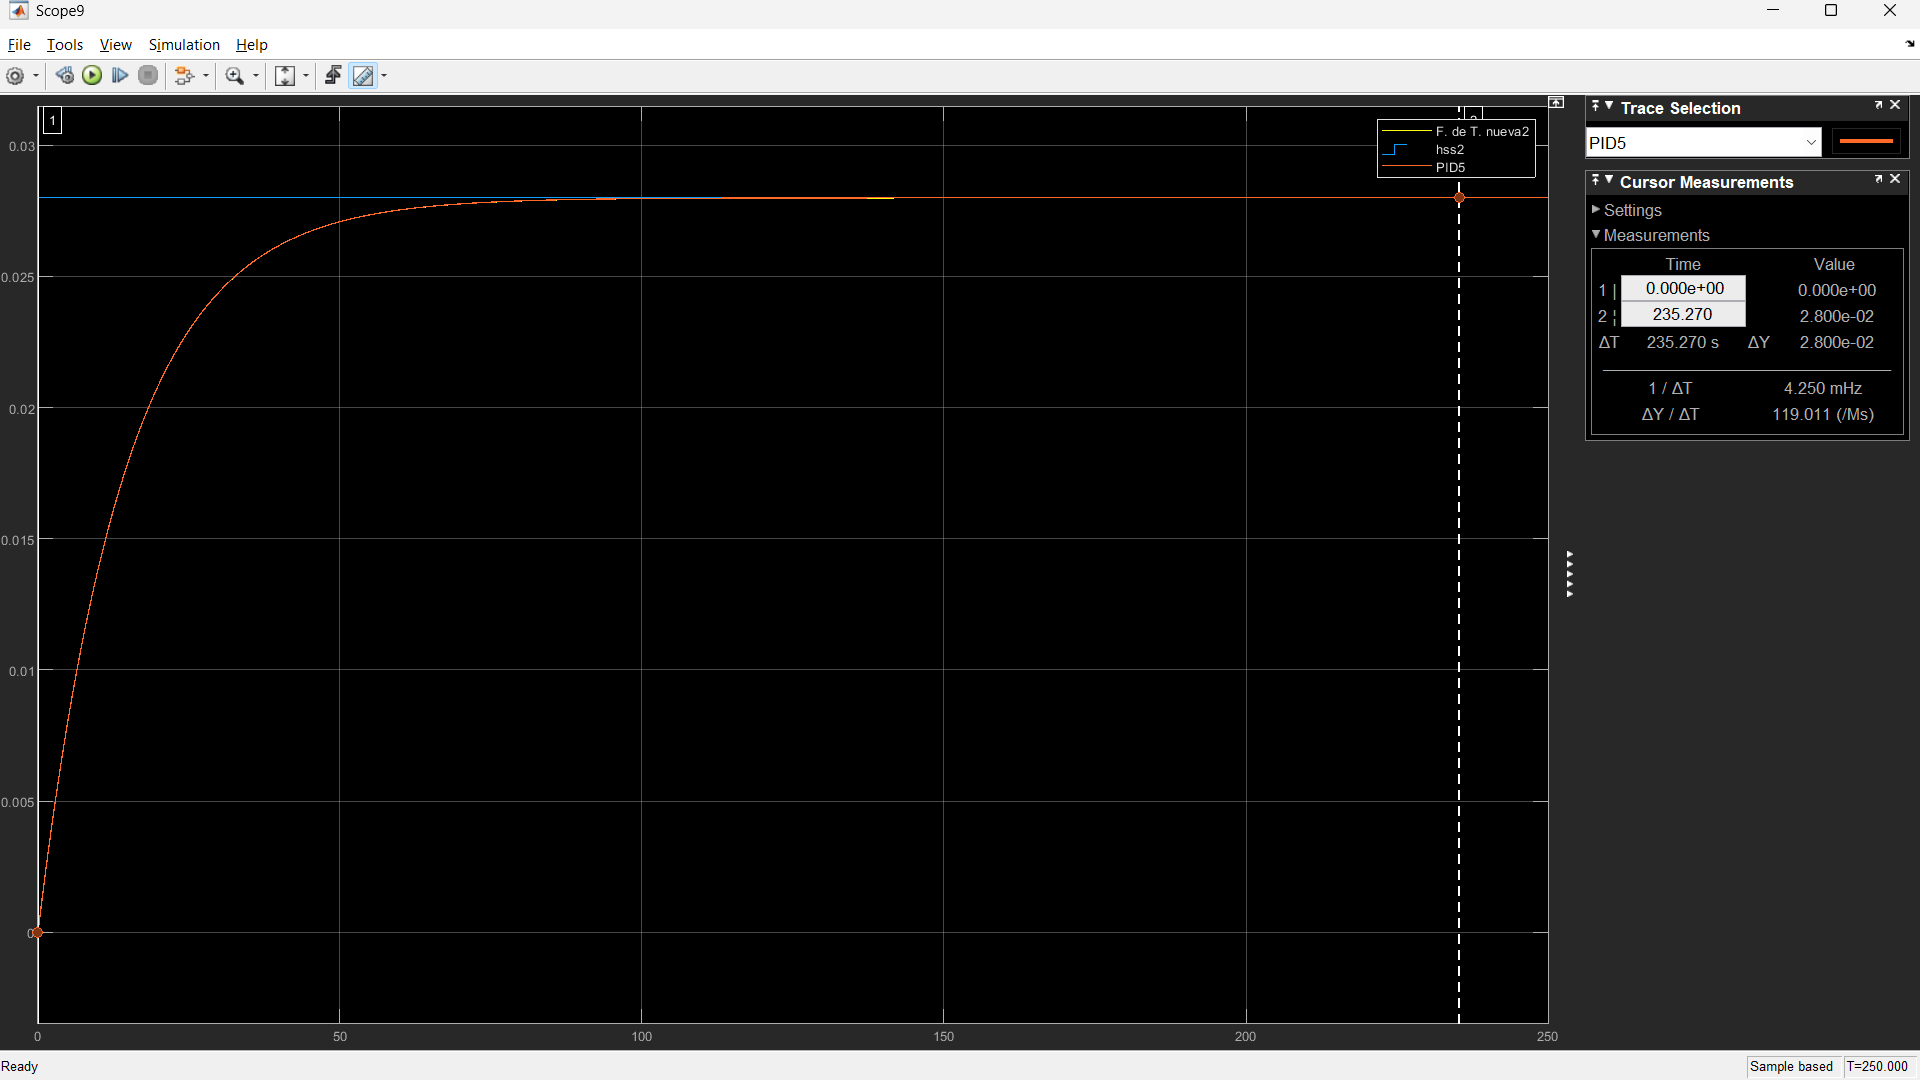 Scope9
File Tools View Simulation Help
1
F. de T. nueva2
hss2
PID5
0.03
0.025
0.02
0.015
0.01
0.005
0
0 50 100 150 200 250
Trace Selection
PID5
Cursor Measurements
Settings
Measurements
Time Value
1 | 0.000e+00 0.000e+00
2 ¦ 235.270 2.800e-02
ΔT 235.270 s ΔY 2.800e-02
1 / ΔT 4.250 mHz
ΔY / ΔT 119.011 (/Ms)
Ready
Sample based T=250.000